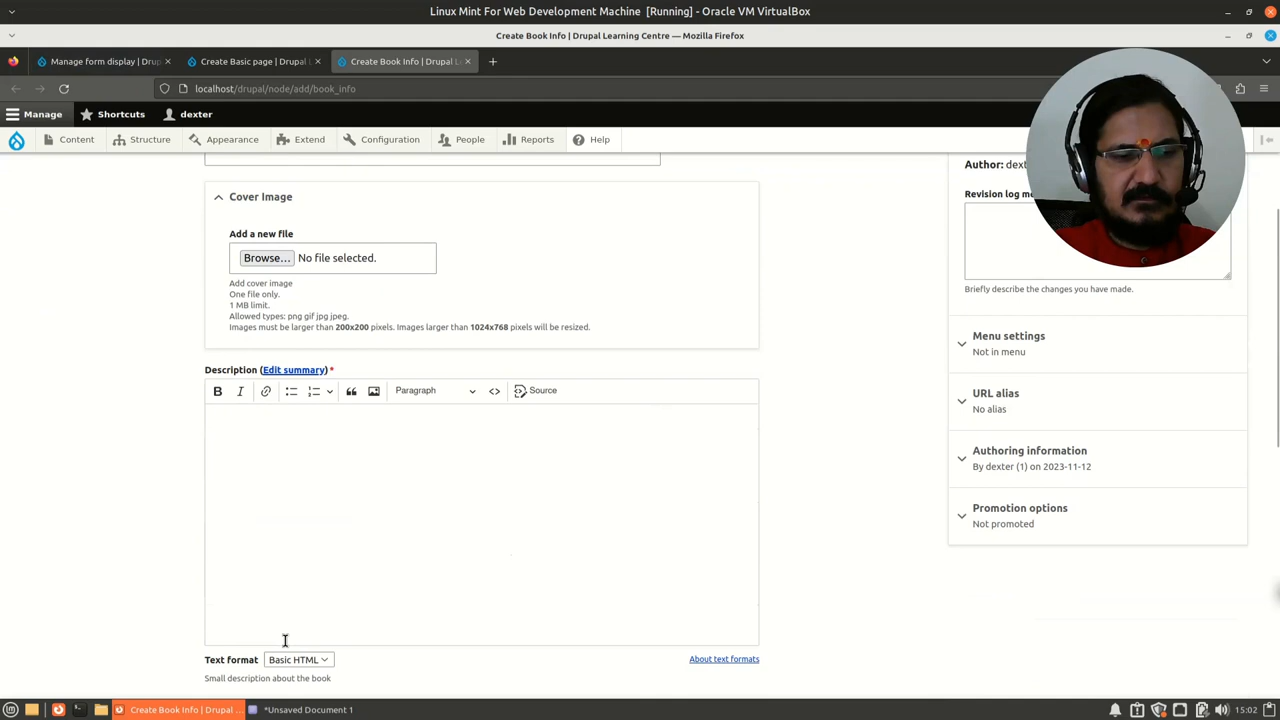 Linux Mint For Web Development Machine [Running] - Oracle VM VirtualBox
Create Book Info | Drupal Learning Centre — Mozilla Firefox
Manage form display | Drup
Create Basic page | Drupal
Create Book Info | Drupal L
localhost/drupal/node/add/book_info
Manage
Shortcuts
dexter
Content
Structure
Appearance
Extend
Configuration
People
Reports
Help
Cover Image
Add a new file
Browse... No file selected.
Add cover image
One file only.
1 MB limit.
Allowed types: png gif jpg jpeg.
Images must be larger than 200x200 pixels. Images larger than 1024x768 pixels will be resized.
Description (Edit summary) *
Paragraph
Source
Text format
Basic HTML
About text formats
Small description about the book
Author: dext
Revision log me
Briefly describe the changes you have made.
Menu settings
Not in menu
URL alias
No alias
Authoring information
By dexter (1) on 2023-11-12
Promotion options
Not promoted
Create Book Info | Drupal ...
*Unsaved Document 1
15:02